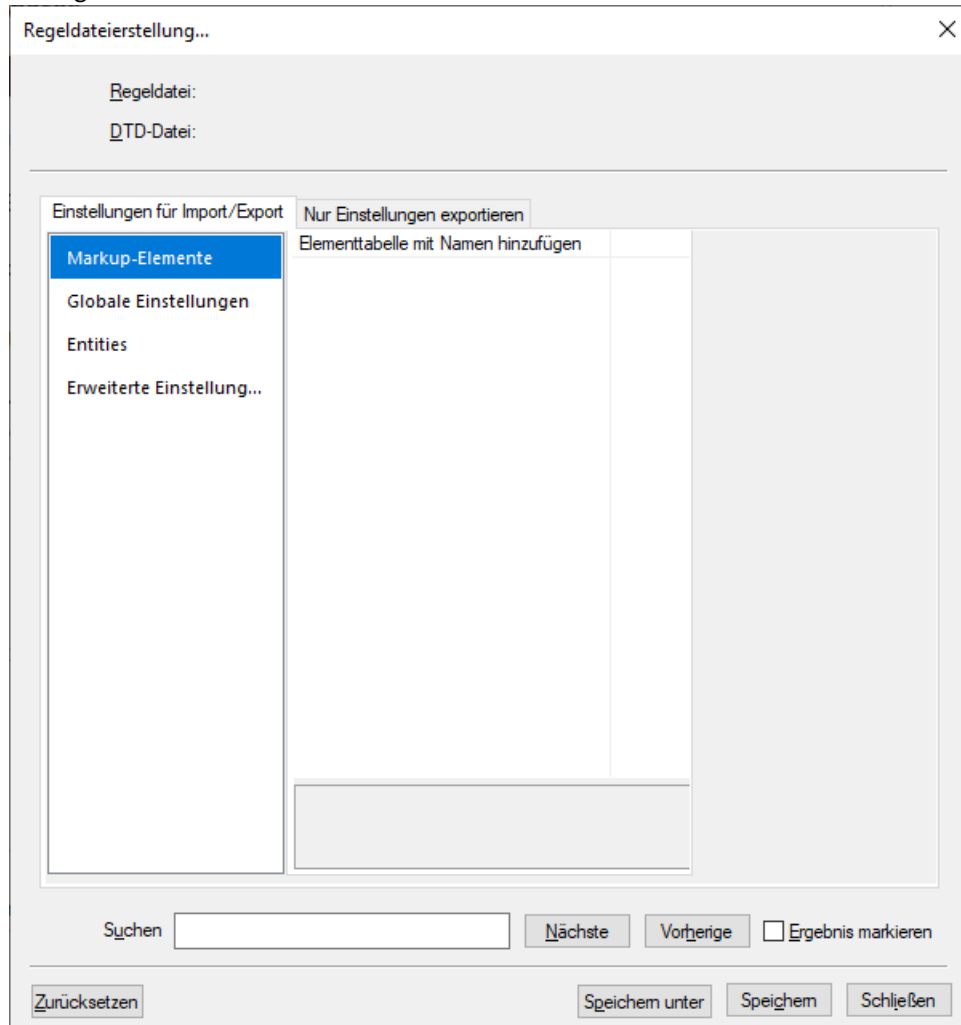 Regeldateierstellung...
Regeldatei:
DTD-Datei:
Einstellungen für Import/Export
Nur Einstellungen exportieren
Markup-Elemente
Globale Einstellungen
Entities
Erweiterte Einstellung...
Elementtabelle mit Namen hinzufügen
Suchen
Nächste
Vorherige
Ergebnis markieren
Zurücksetzen
Speichern unter
Speichern
Schließen